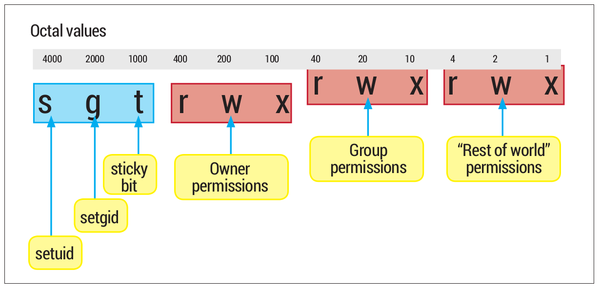 Octal values
4000 2000 1000 400 200 100 40 20 10 4 2 1
s g t r w x r w x r w x
sticky
bit
Owner
permissions
Group
permissions
“Rest of world”
permissions
setgid
setuid